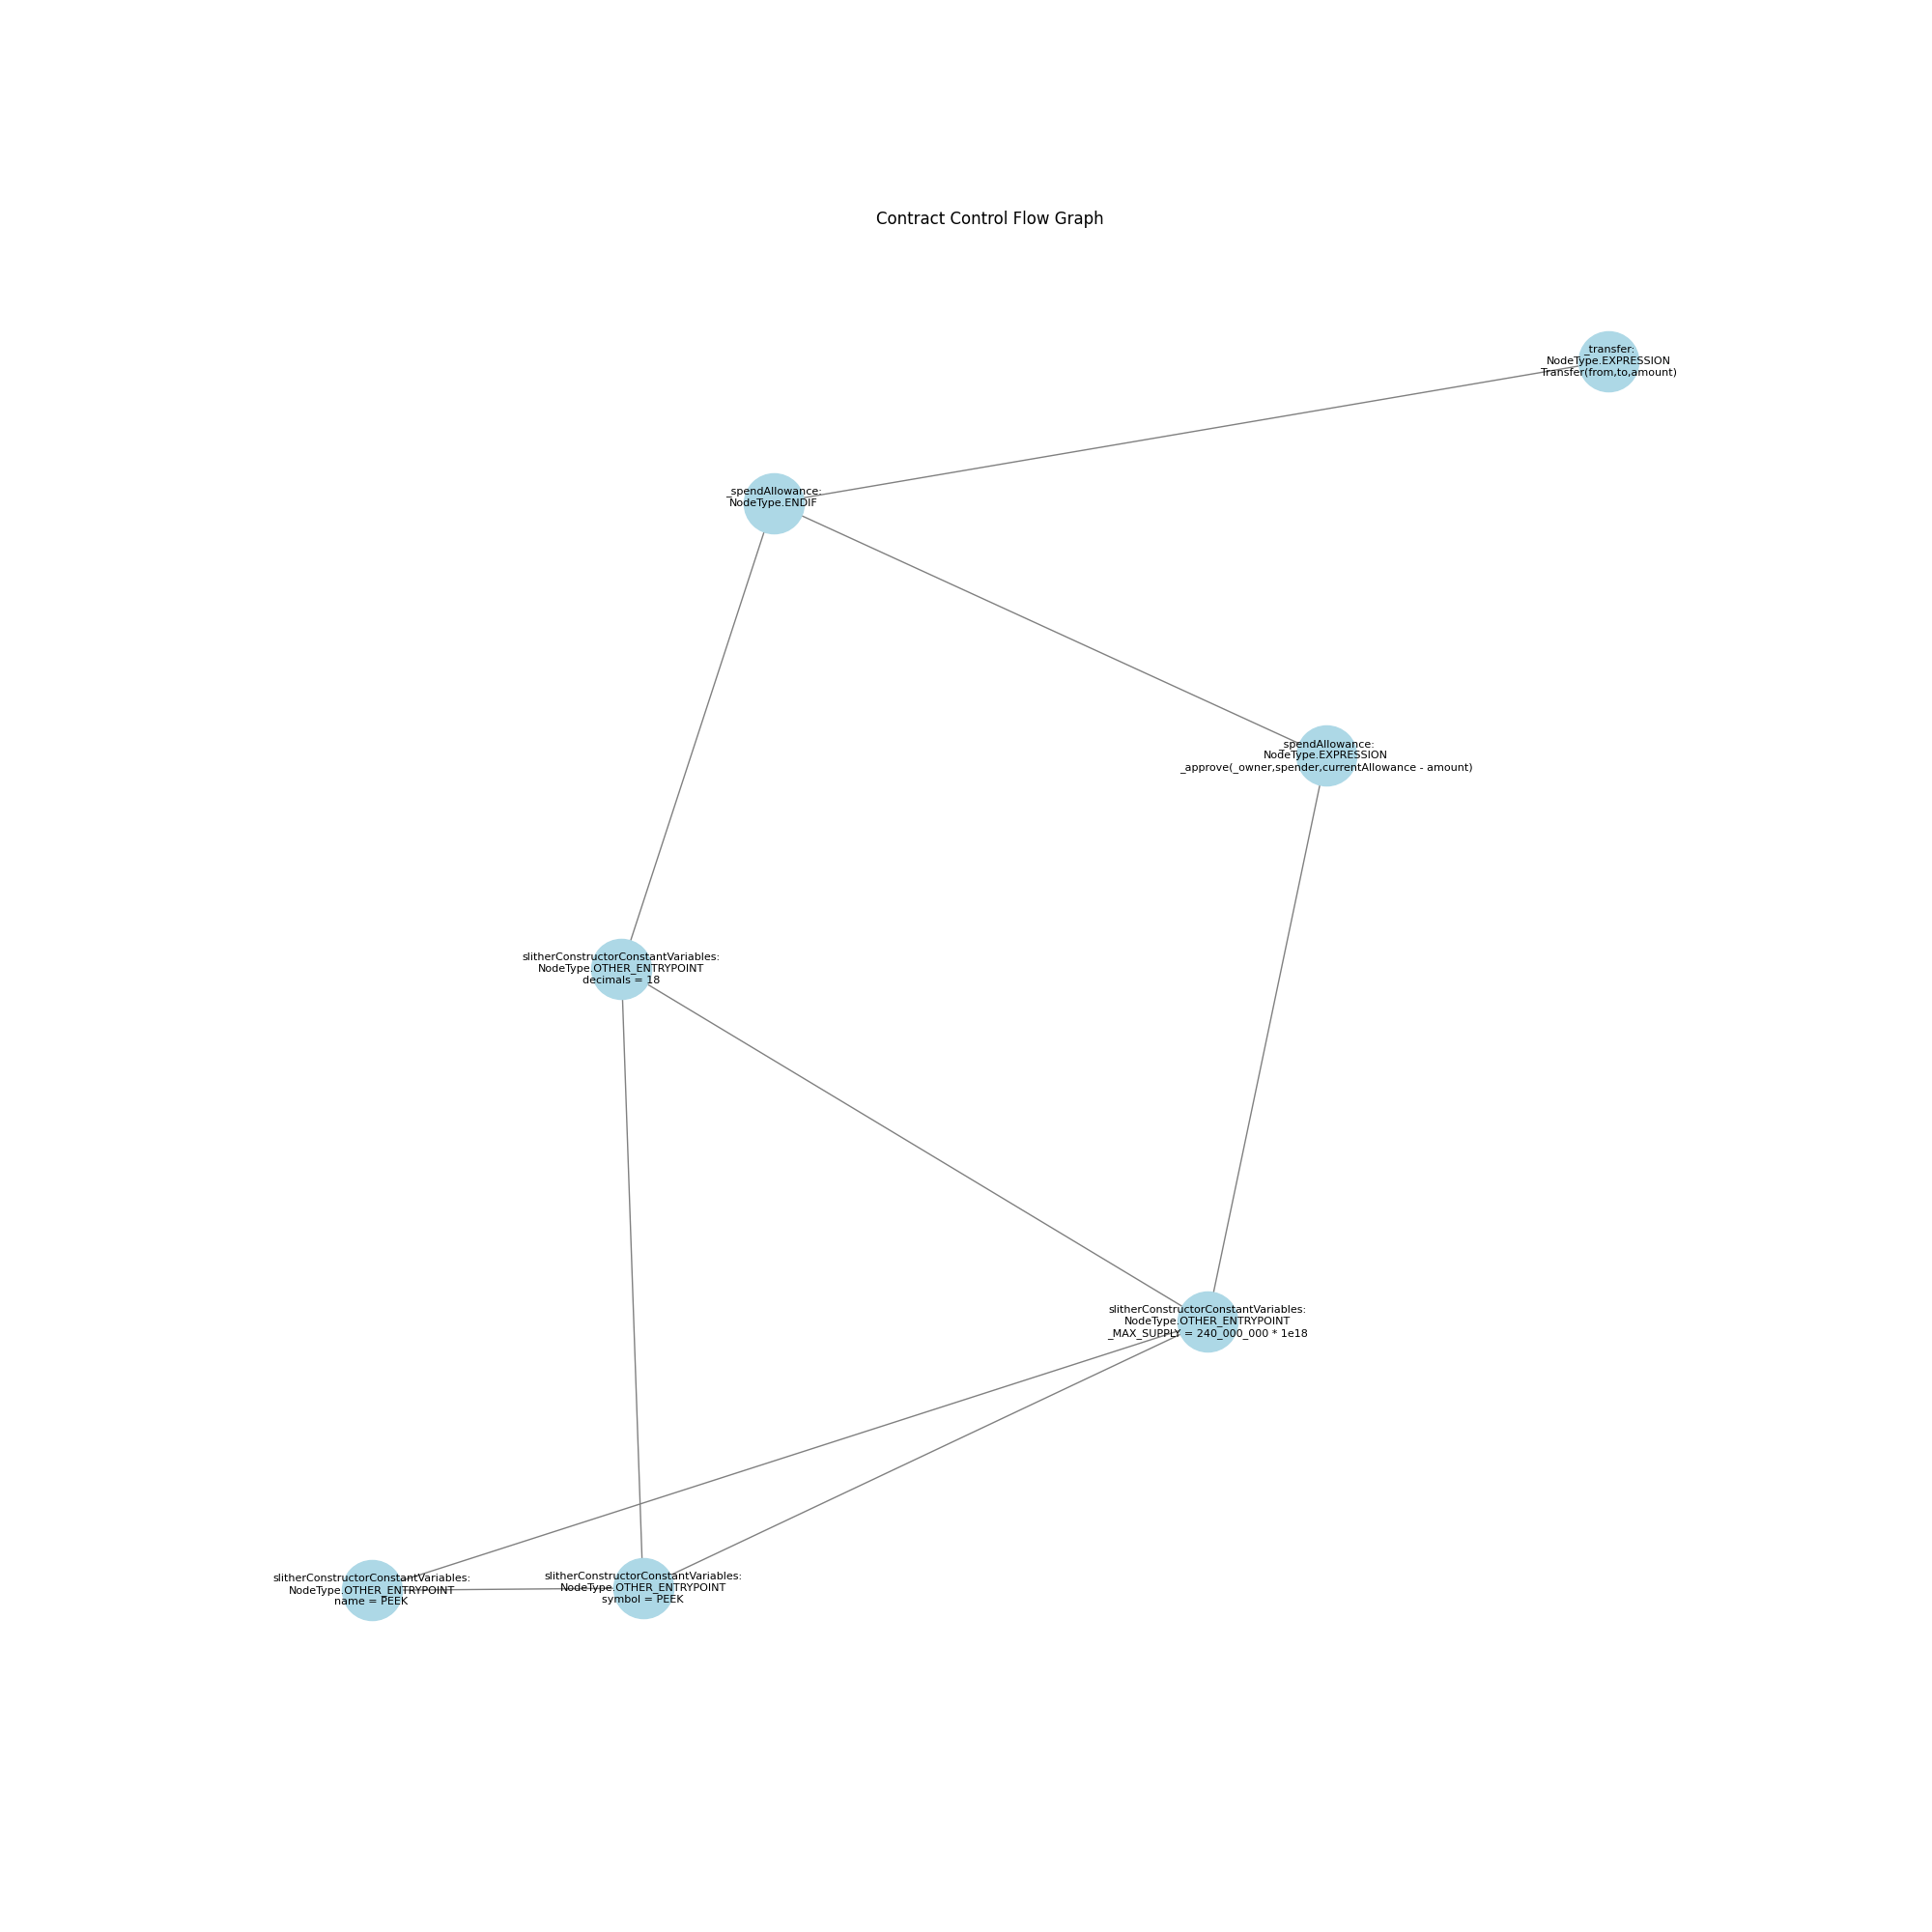 Contract Control Flow Graph
_transfer:
NodeType.EXPRESSION
Transfer(from,to,amount)
_spendAllowance:
NodeType.ENDIF
_spendAllowance:
NodeType.EXPRESSION
_approve(_owner,spender,currentAllowance - amount)
slitherConstructorConstantVariables:
NodeType.OTHER_ENTRYPOINT
decimals = 18
slitherConstructorConstantVariables:
NodeType.OTHER_ENTRYPOINT
_MAX_SUPPLY = 240_000_000 * 1e18
slitherConstructorConstantVariables:
NodeType.OTHER_ENTRYPOINT
name = PEEK
slitherConstructorConstantVariables:
NodeType.OTHER_ENTRYPOINT
symbol = PEEK